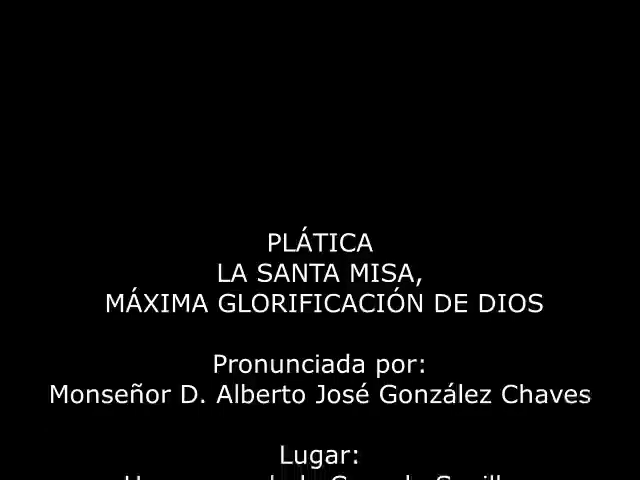 PLÁTICA
LA SANTA MISA,
MÁXIMA GLORIFICACIÓN DE DIOS
Pronunciada por:
Monseñor D. Alberto José González Chaves
Lugar: